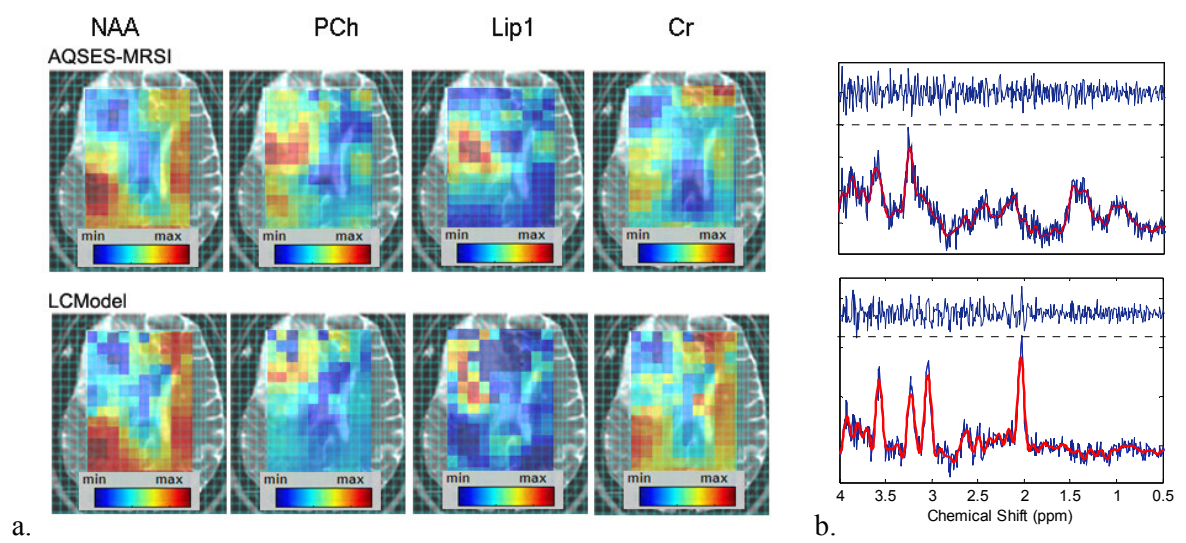 NAA PCh Lip1 Cr
AQSES-MRSI
min max min max min max min max
LCModel
min max min max min max min max
a.
4 3.5 3 2.5 2 1.5 1 0.5
Chemical Shift (ppm)
b.